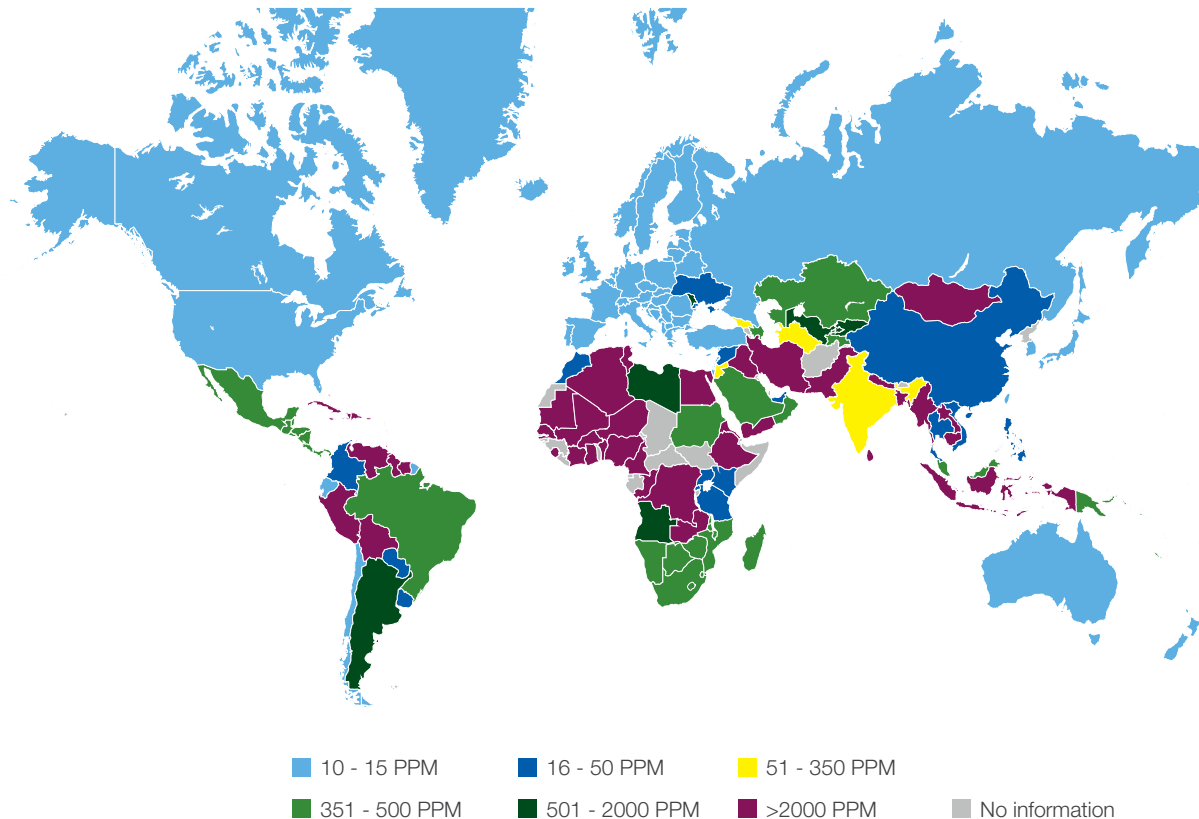 10 - 15 PPM
16 - 50 PPM
51 - 350 PPM
351 - 500 PPM
501 - 2000 PPM
>2000 PPM
No information